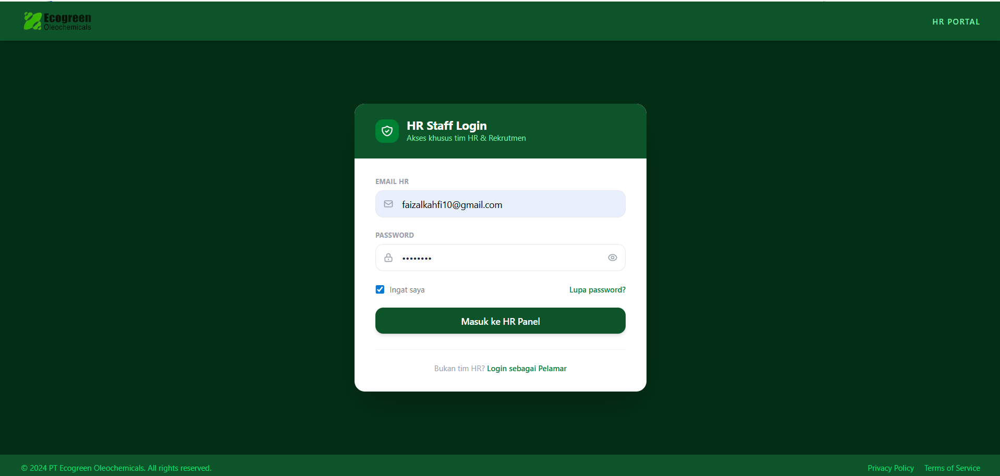 Ecogreen
Oleochemicals
HR PORTAL
HR Staff Login
Akses khusus tim HR & Rekrutmen
EMAIL HR
faizalkahfi10@gmail.com
PASSWORD
••••••••
Ingat saya
Lupa password?
Masuk ke HR Panel
Bukan tim HR? Login sebagai Pelamar
© 2024 PT Ecogreen Oleochemicals. All rights reserved.
Privacy Policy
Terms of Service